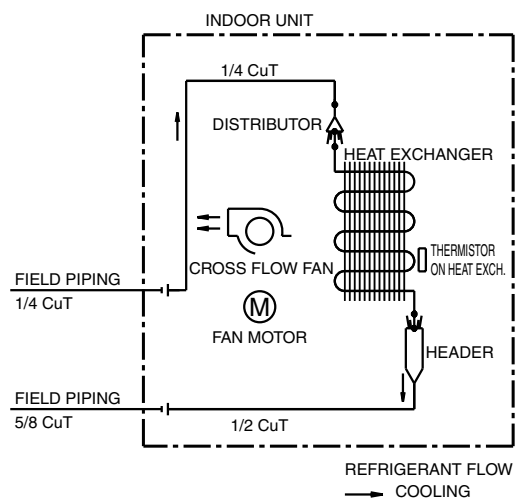 INDOOR UNIT
1/4 CuT
DISTRIBUTOR
HEAT EXCHANGER
THERMISTOR
ON HEAT EXCH.
CROSS FLOW FAN
FIELD PIPING
1/4 CuT
M
FAN MOTOR
HEADER
FIELD PIPING
5/8 CuT
1/2 CuT
REFRIGERANT FLOW
COOLING